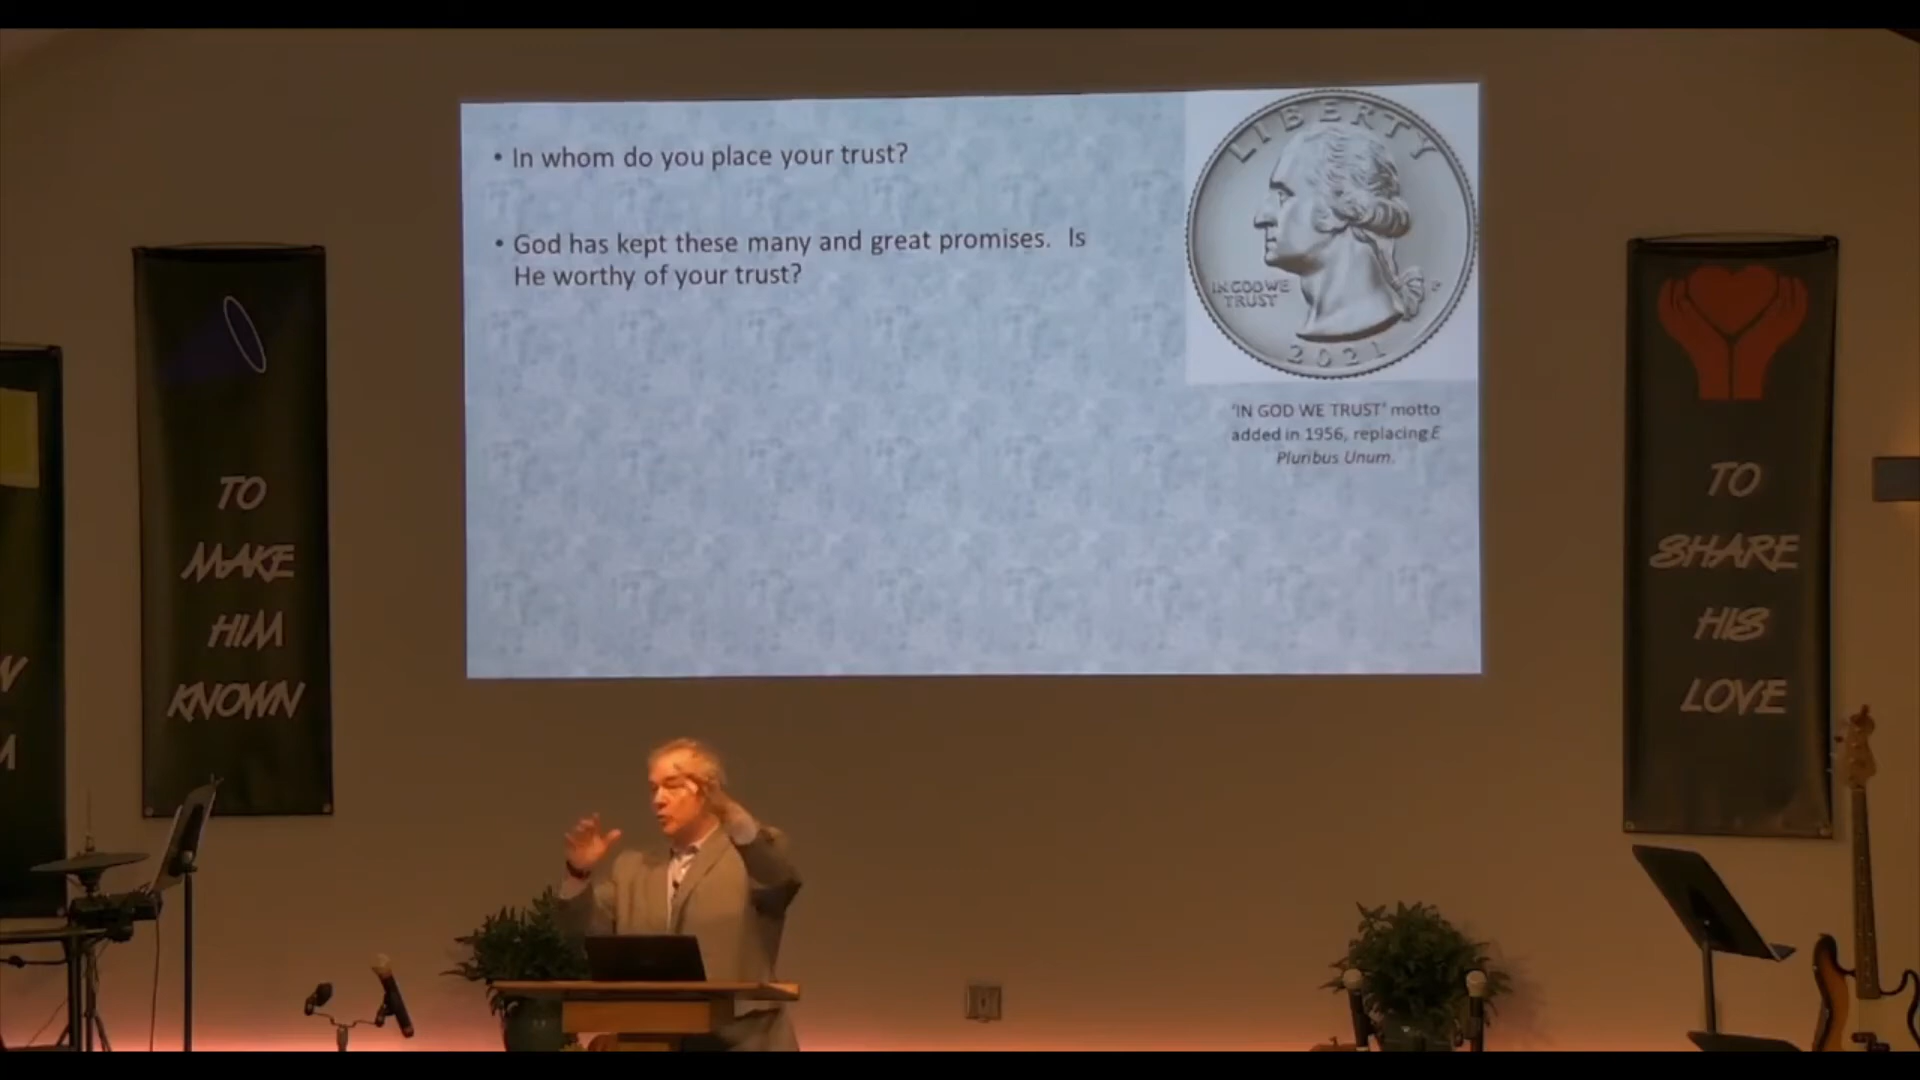 • In whom do you place your trust?
• God has kept these many and great promises. Is
He worthy of your trust?
LIBERTY
IN GOD WE
TRUST
P
2021
'IN GOD WE TRUST' motto
added in 1956, replacing E
Pluribus Unum.
TO
MAKE
HIM
KNOWN
TO
SHARE
HIS
LOVE